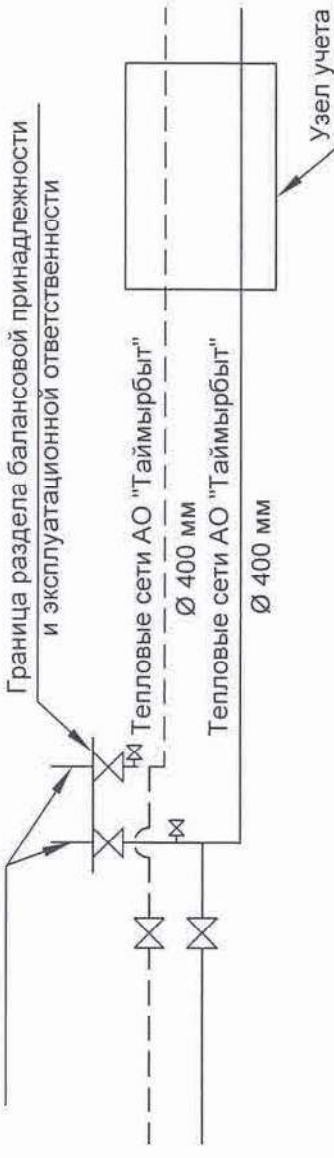 Граница раздела балансовой принадлежности
и эксплуатационной ответственности
Тепловые сети АО "Таймырбыт"
Ø 400 мм
Тепловые сети АО "Таймырбыт"
Ø 400 мм
Узел учета